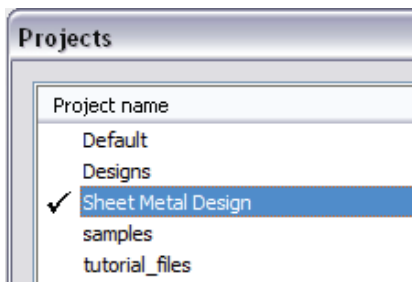 Projects
Project name
Default
Designs
Sheet Metal Design
samples
tutorial_files